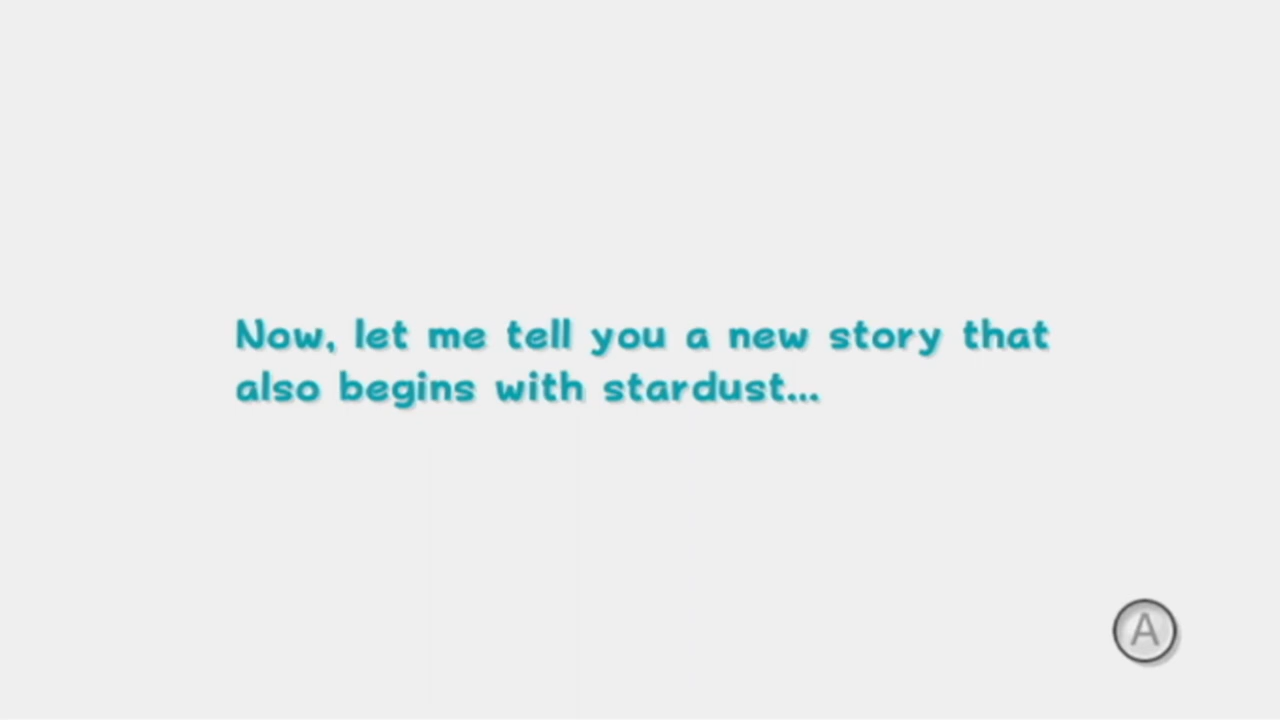 Now, let me tell you a new story that
also begins with stardust...
A